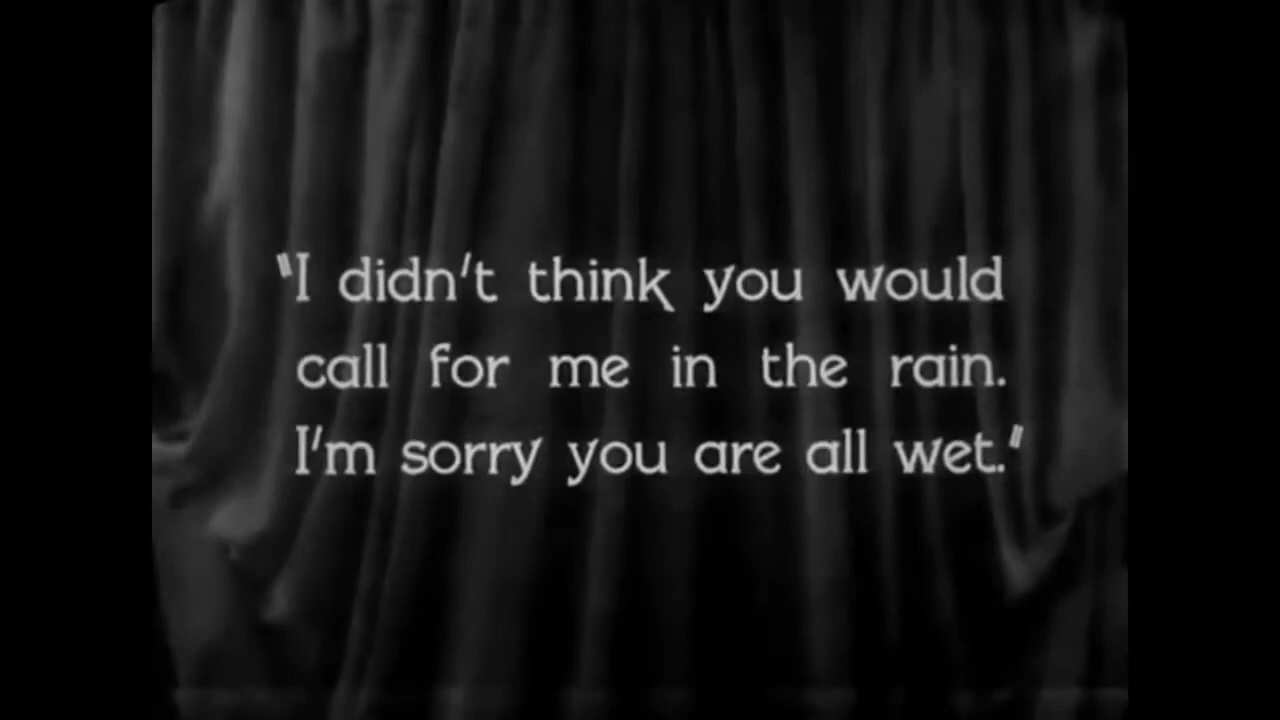 "I didn't think you would
call for me in the rain.
I'm sorry you are all wet."